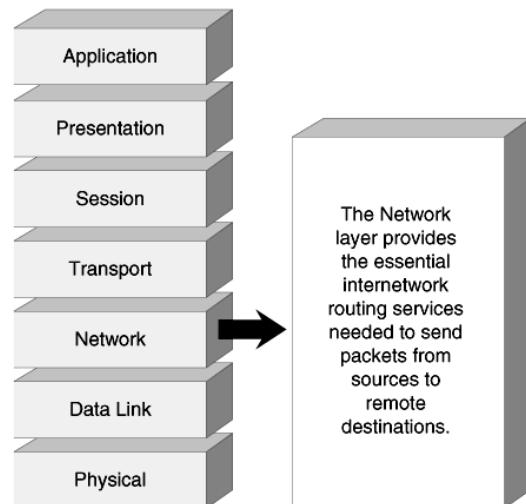 Application
Presentation
Session
Transport
Network
Data Link
Physical
The Network
layer provides
the essential
internetwork
routing services
needed to send
packets from
sources to
remote
destinations.